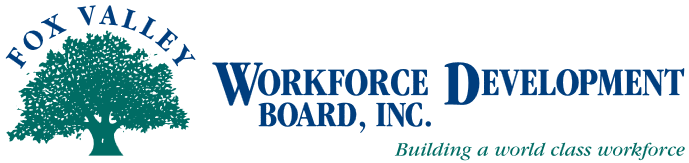 FOX VALLEY
WORKFORCE DEVELOPMENT
BOARD, INC.
Building a world class workforce